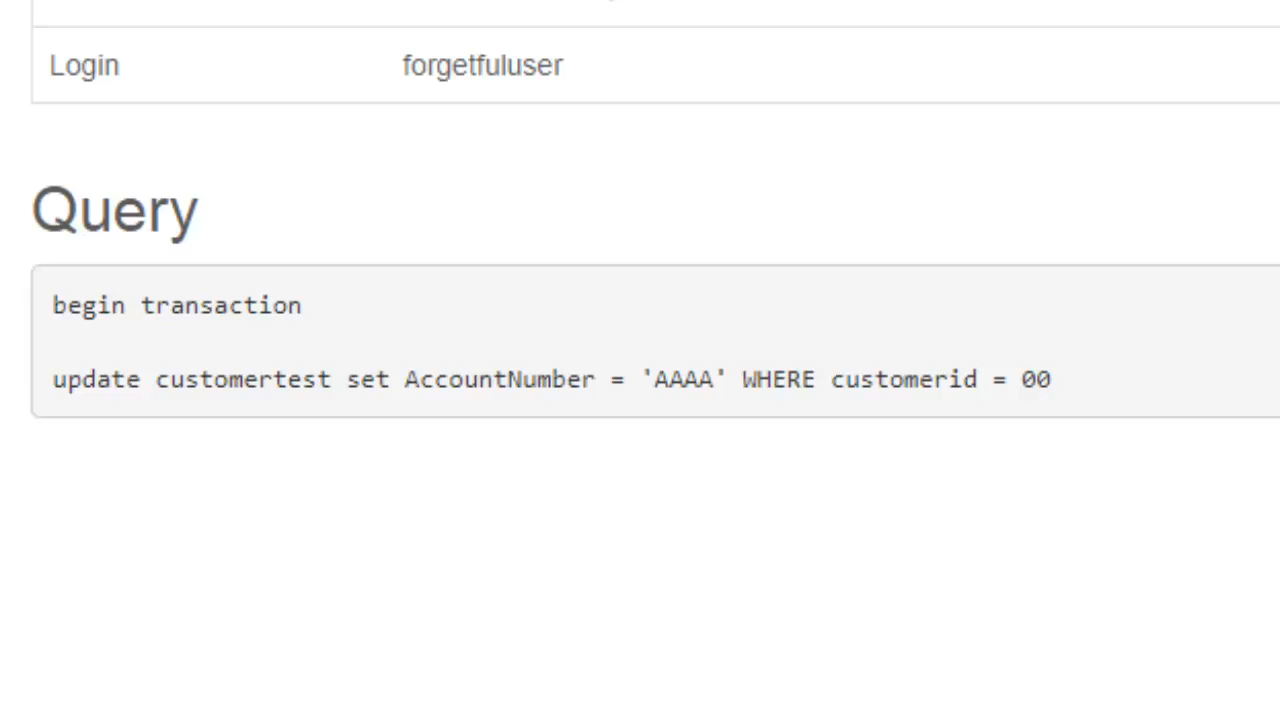 Login forgetfuluser
Query
begin transaction
update customertest set AccountNumber = 'AAAA' WHERE customerid = 00